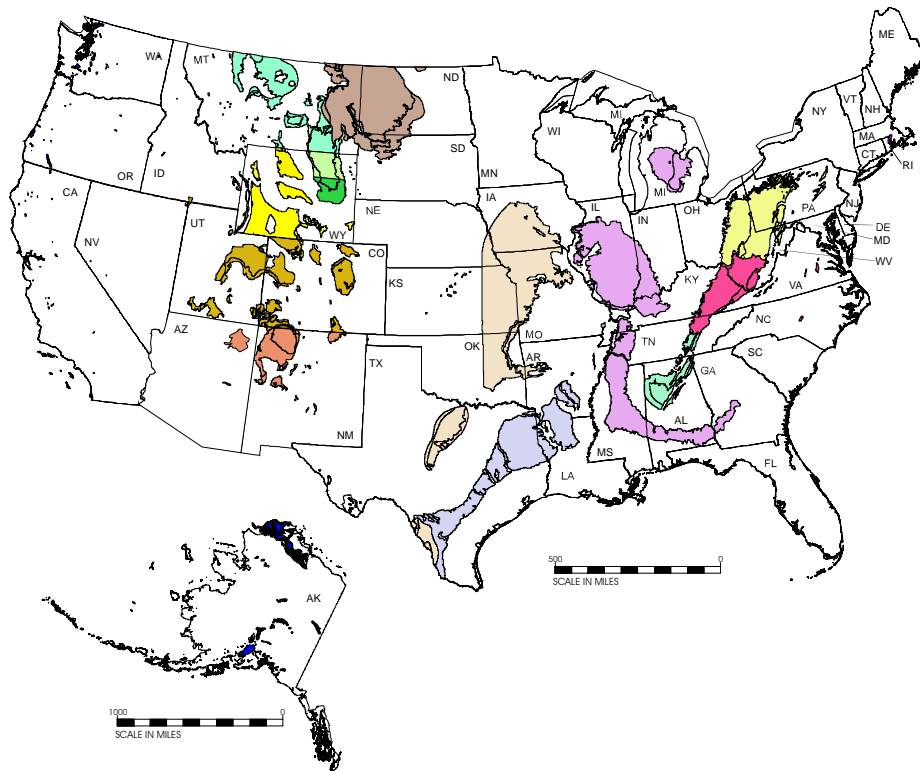 ME
WA
MT
ND
MI
NY
VT
NH
WI
MA
SD
CT
RI
OR
ID
MN
CA
MI
UT
NE
IA
IL
IN
OH
PA
NJ
NV
WY
DE
MD
CO
WV
KS
KY
VA
AZ
MO
NC
OK
TN
TX
AR
GA
SC
AL
NM
MS
FL
LA
500
0
SCALE IN MILES
AK
1000
0
SCALE IN MILES